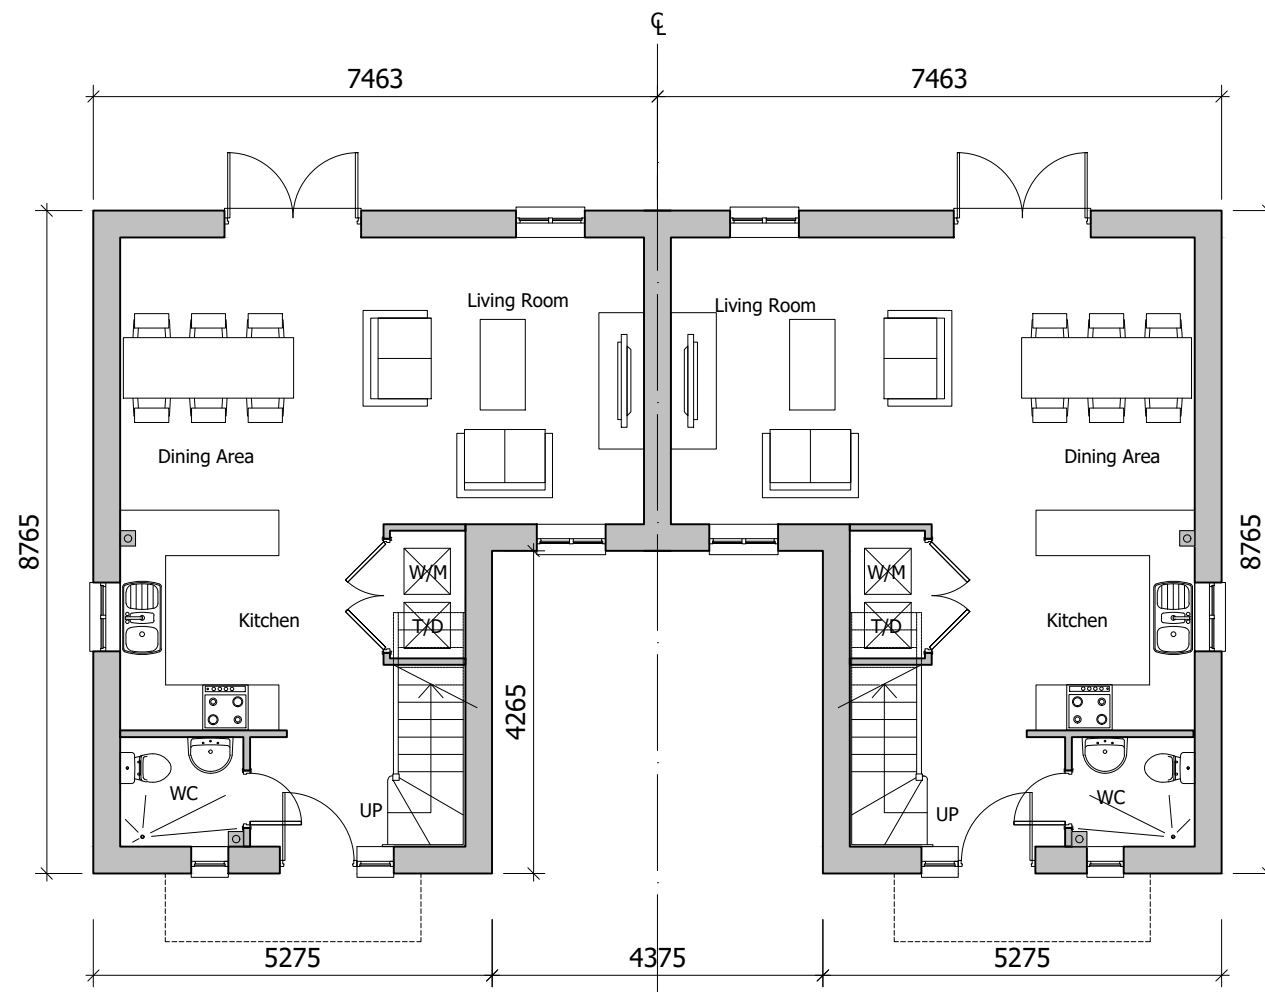 ℄
7463
7463
Living Room
Living Room
Dining Area
Dining Area
8765
8765
W/M
W/M
Kitchen
T/D
T/D
Kitchen
4265
WC
UP
UP
WC
5275
4375
5275